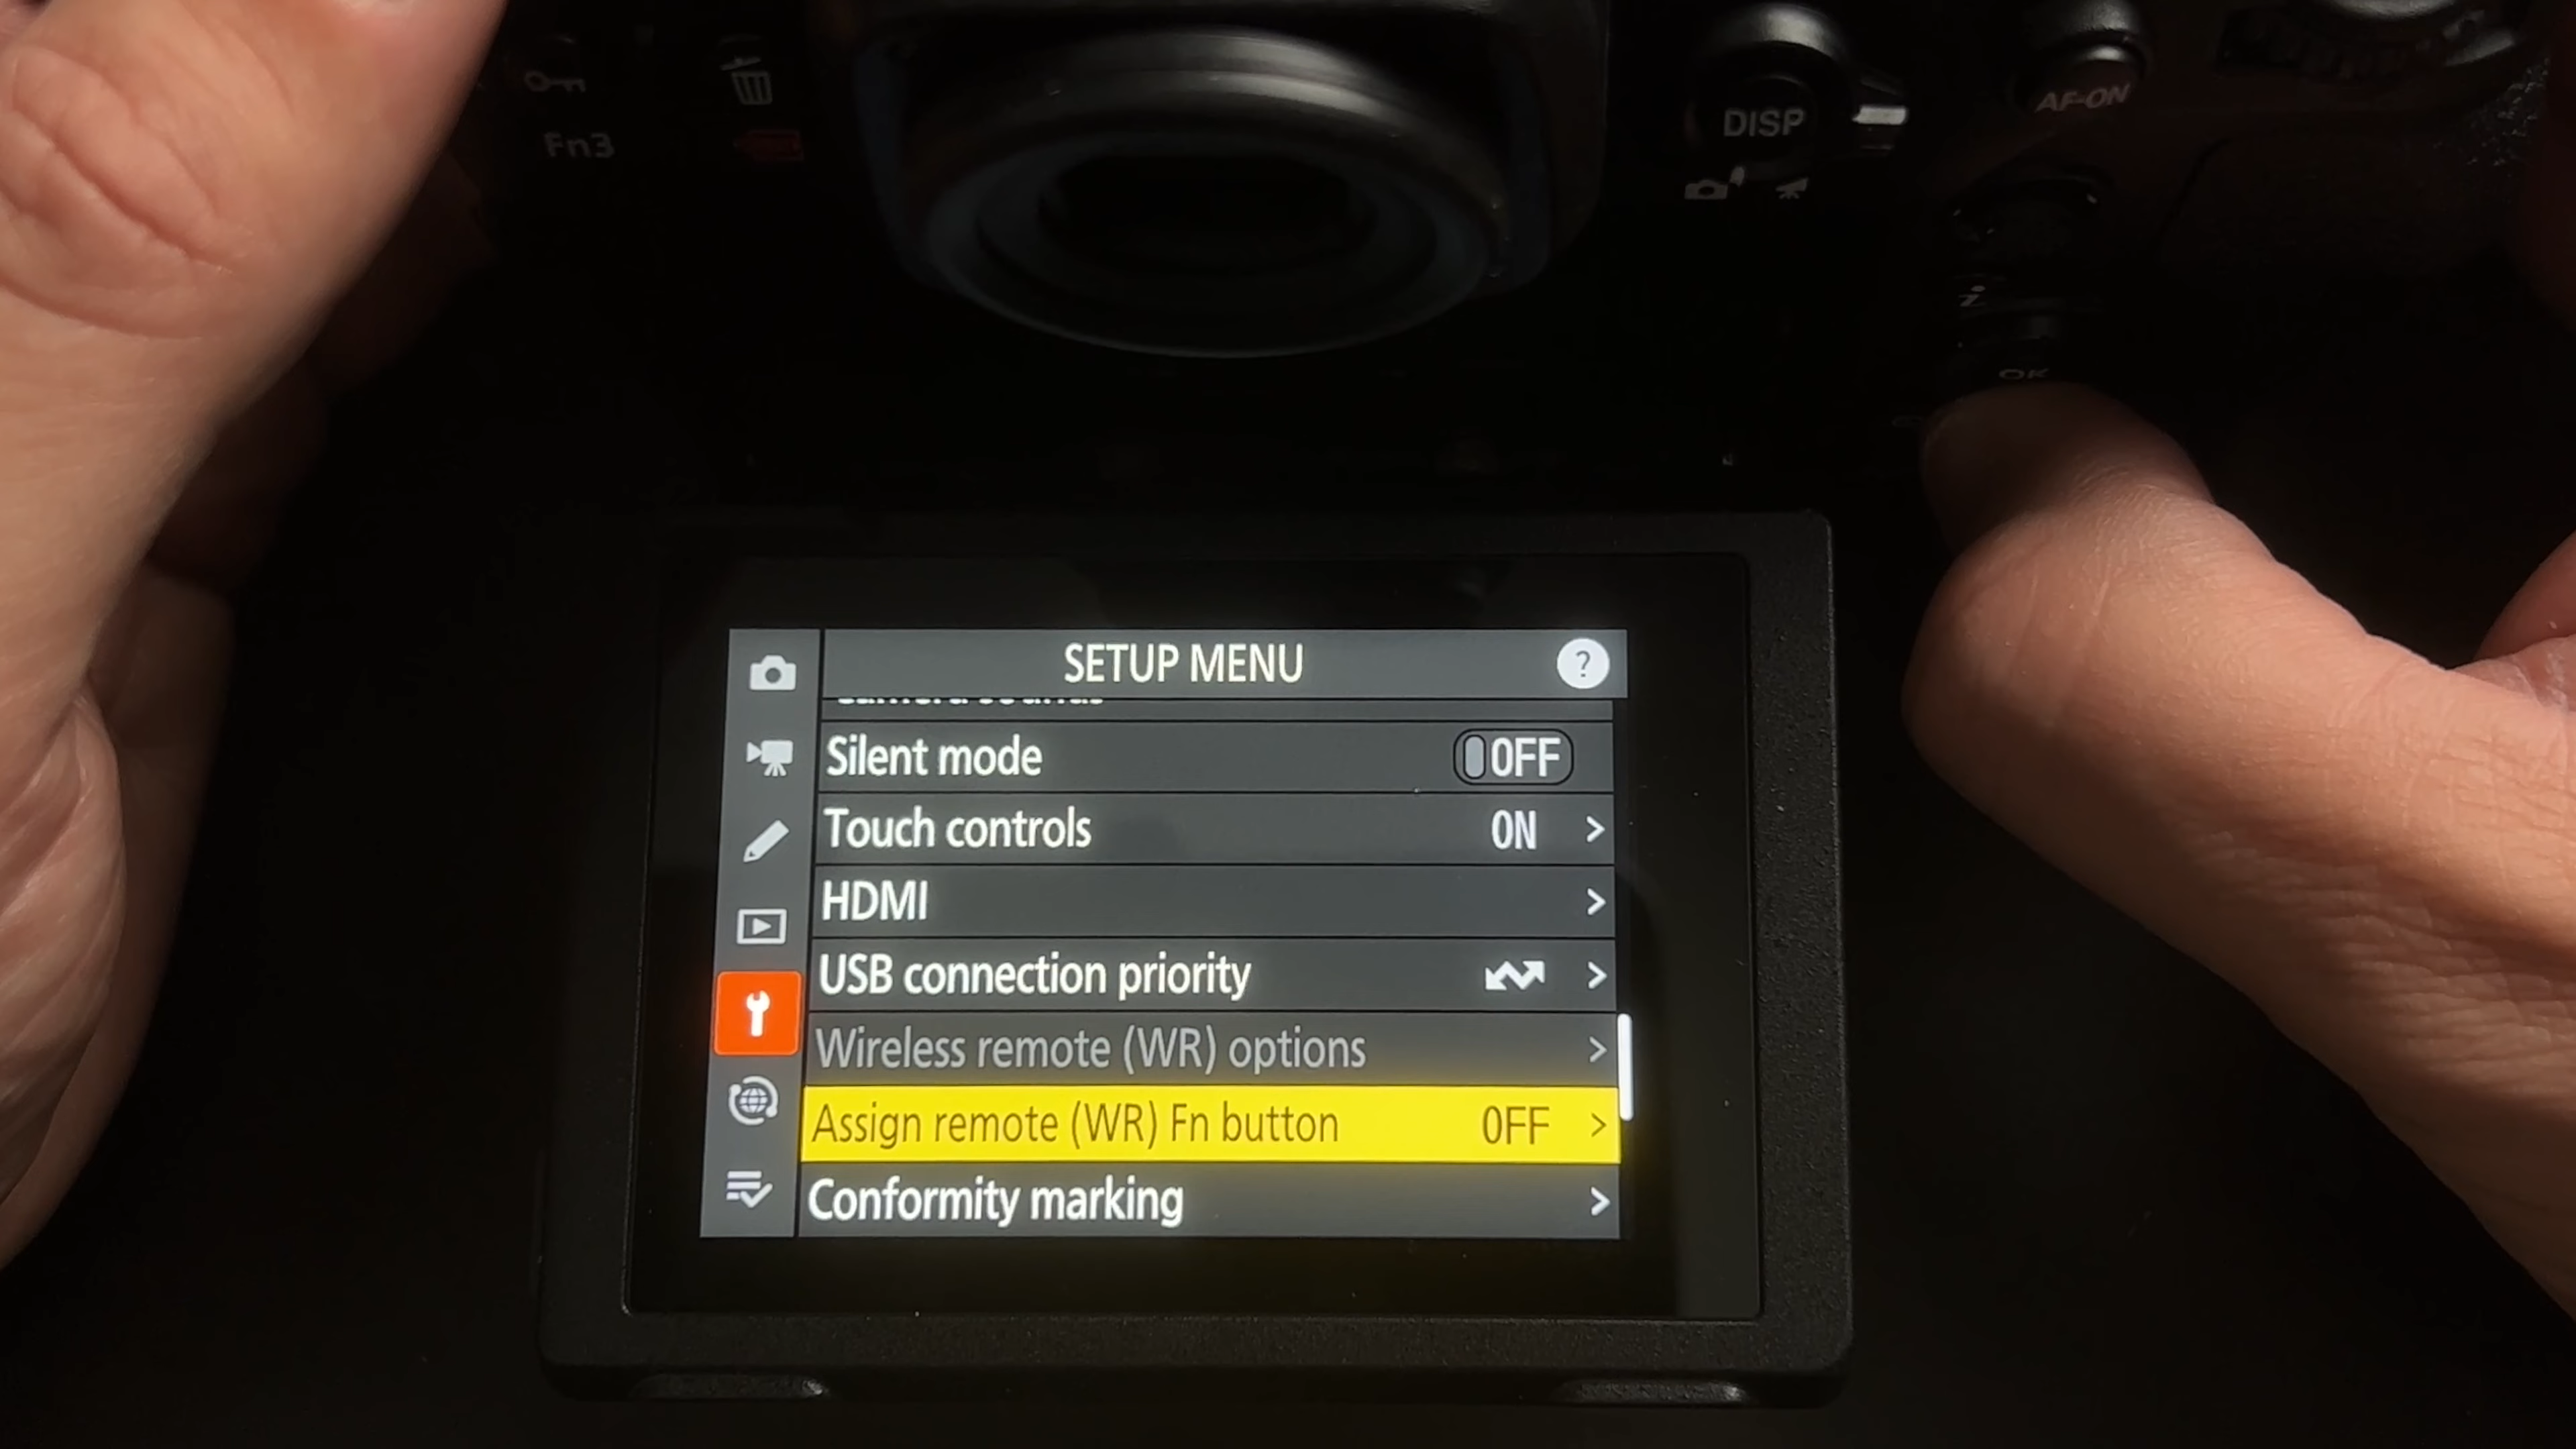 Fn3
DISP
AF-ON
i
OK
SETUP MENU ?
Silent mode OFF
Touch controls ON >
HDMI >
USB connection priority >
Wireless remote (WR) options >
Assign remote (WR) Fn button OFF >
Conformity marking >